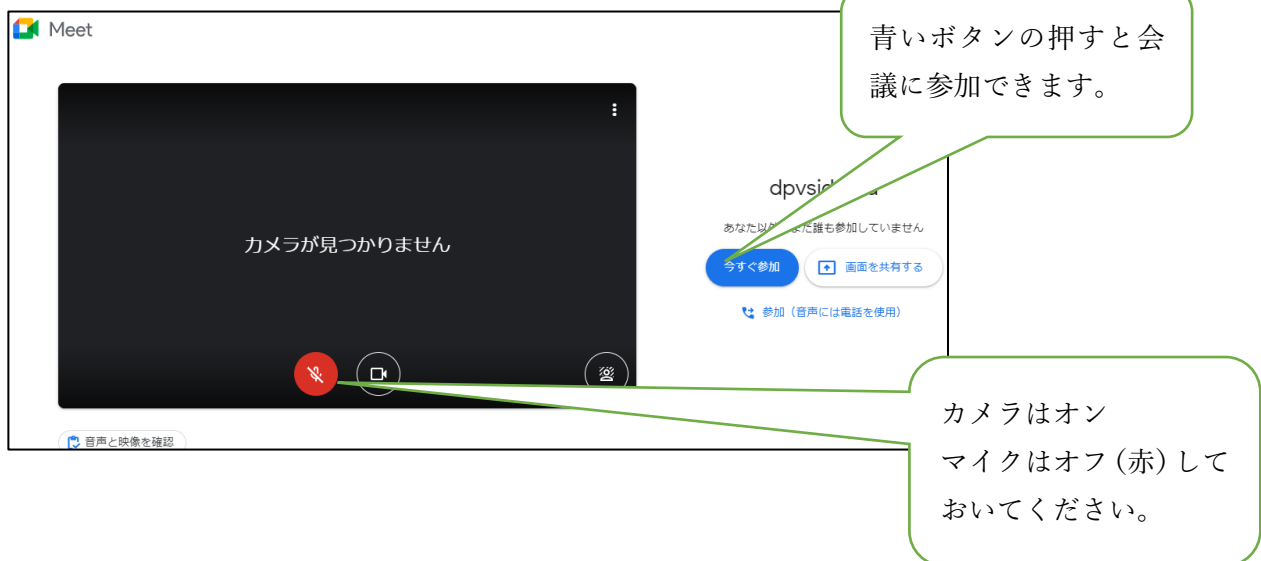 Meet
青いボタンの押すと会
議に参加できます。
カメラが見つかりません
あなた以外 まだ誰も参加していません
今すぐ参加
画面を共有する
参加（音声には電話を使用）
カメラはオン
マイクはオフ（赤）して
おいてください。
音声と映像を確認